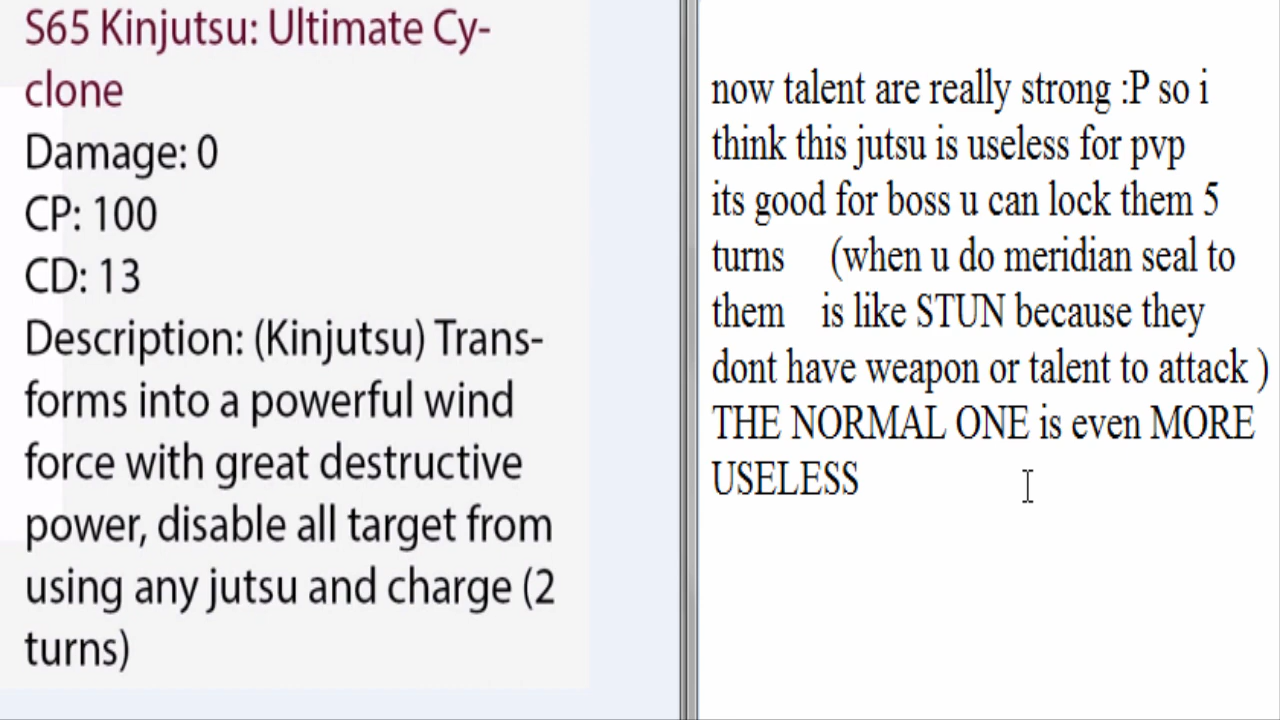 S65 Kinjutsu: Ultimate Cy-
clone
Damage: 0
CP: 100
CD: 13
Description: (Kinjutsu) Trans-
forms into a powerful wind
force with great destructive
power, disable all target from
using any jutsu and charge (2
turns)
now talent are really strong :P so i
think this jutsu is useless for pvp
its good for boss u can lock them 5
turns (when u do meridian seal to
them is like STUN because they
dont have weapon or talent to attack )
THE NORMAL ONE is even MORE
USELESS